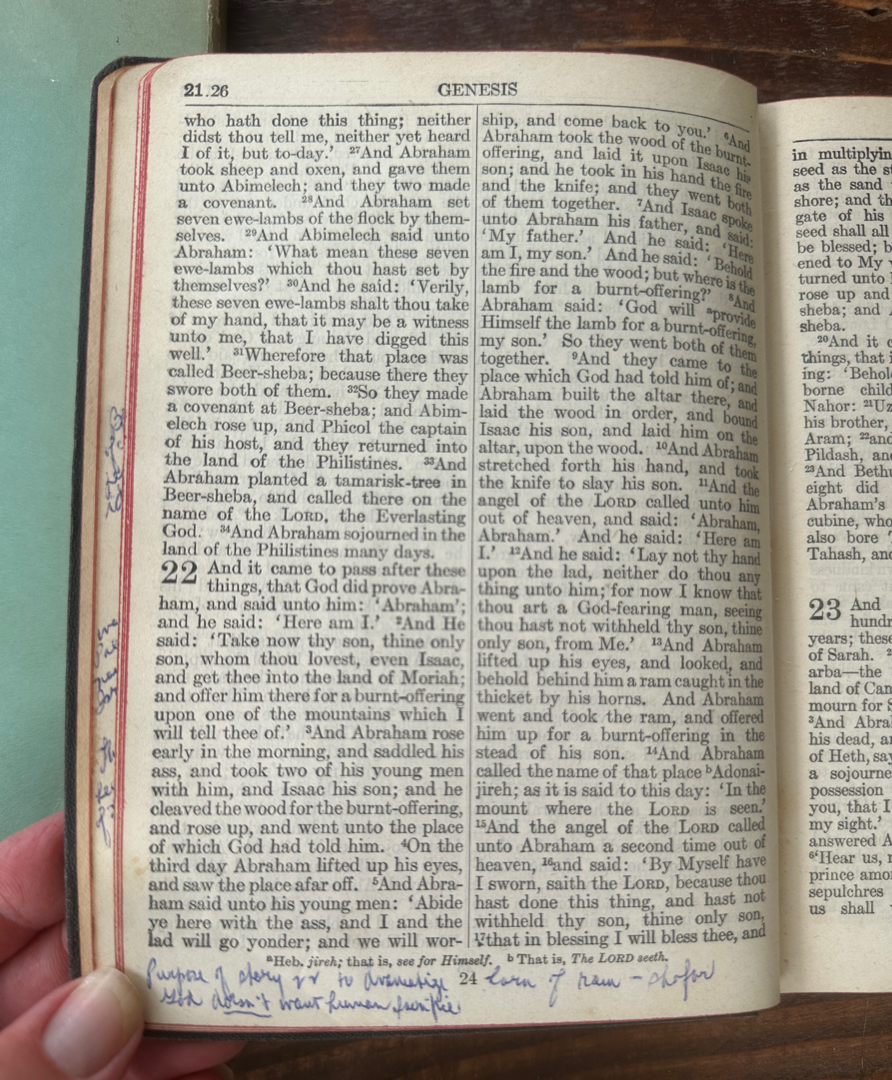 21.26 GENESIS
who hath done this thing; neither
didst thou tell me, neither yet heard
I of it, but to-day.' ²⁷And Abraham
took sheep and oxen, and gave them
unto Abimelech; and they two made
a covenant. ²⁸And Abraham set
seven ewe-lambs of the flock by them-
selves. ²⁹And Abimelech said unto
Abraham: 'What mean these seven
ewe-lambs which thou hast set by
themselves?' ³⁰And he said: 'Verily,
these seven ewe-lambs shalt thou take
of my hand, that it may be a witness
unto me, that I have digged this
well.' ³¹Wherefore that place was
called Beer-sheba; because there they
swore both of them. ³²So they made
a covenant at Beer-sheba; and Abim-
elech rose up, and Phicol the captain
of his host, and they returned into
the land of the Philistines. ³³And
Abraham planted a tamarisk-tree in
Beer-sheba, and called there on the
name of the LORD, the Everlasting
God. ³⁴And Abraham sojourned in the
land of the Philistines many days.
22 And it came to pass after these
things, that God did prove Abra-
ham, and said unto him: 'Abraham';
and he said: 'Here am I.' ²And He
said: 'Take now thy son, thine only
son, whom thou lovest, even Isaac,
and get thee into the land of Moriah;
and offer him there for a burnt-offering
upon one of the mountains which I
will tell thee of.' ³And Abraham rose
early in the morning, and saddled his
ass, and took two of his young men
with him, and Isaac his son; and he
cleaved the wood for the burnt-offering,
and rose up, and went unto the place
of which God had told him. ⁴On the
third day Abraham lifted up his eyes,
and saw the place afar off. ⁵And Abra-
ham said unto his young men: 'Abide
ye here with the ass, and I and the
lad will go yonder; and we will wor-
ship, and come back to you.' ⁶And
Abraham took the wood of the burnt-
offering, and laid it upon Isaac his
son; and he took in his hand the fire
and the knife; and they went both
of them together. ⁷And Isaac spoke
unto Abraham his father, and said:
'My father.' And he said: 'Here
am I, my son.' And he said: 'Behold
the fire and the wood; but where is the
lamb for a burnt-offering?' ⁸And
Abraham said: 'God will ᵃprovide
Himself the lamb for a burnt-offering,
my son.' So they went both of them
together. ⁹And they came to the
place which God had told him of; and
Abraham built the altar there, and
laid the wood in order, and bound
Isaac his son, and laid him on the
altar, upon the wood. ¹⁰And Abraham
stretched forth his hand, and took
the knife to slay his son. ¹¹And the
angel of the LORD called unto him
out of heaven, and said: 'Abraham,
Abraham.' And he said: 'Here am
I.' ¹²And he said: 'Lay not thy hand
upon the lad, neither do thou any
thing unto him; for now I know that
thou art a God-fearing man, seeing
thou hast not withheld thy son, thine
only son, from Me.' ¹³And Abraham
lifted up his eyes, and looked, and
behold behind him a ram caught in the
thicket by his horns. And Abraham
went and took the ram, and offered
him up for a burnt-offering in the
stead of his son. ¹⁴And Abraham
called the name of that place ᵇAdonai-
jireh; as it is said to this day: 'In the
mount where the LORD is seen.'
¹⁵And the angel of the LORD called
unto Abraham a second time out of
heaven, ¹⁶and said: 'By Myself have
I sworn, saith the LORD, because thou
hast done this thing, and hast not
withheld thy son, thine only son,
¹⁷that in blessing I will bless thee, and
ᵃHeb. jireh; that is, see for Himself. ᵇ That is, The LORD seeth.
24
Purpose of story to dramatize
God doesn't want human sacrifice
horn of ram – shofar
in multiplyin
seed as the s
as the sand
shore; and th
gate of his
seed shall all
be blessed; b
ened to My
turned unto
rose up and
sheba; and
sheba.
²⁰And it c
things, that i
ing: 'Behol
borne child
Nahor: ²¹Uz
his brother,
Aram; ²²and
Pildash, an
²³And Bethu
eight did
Abraham's
cubine, who
also bore
Tahash, and
23 And
hundr
years; these
of Sarah.
arba—the
land of Can
mourn for S
³And Abra
his dead, a
of Heth, say
a sojourne
possession
you, that I
my sight.'
answered A
⁶'Hear us, m
prince amo
sepulchres
us shall